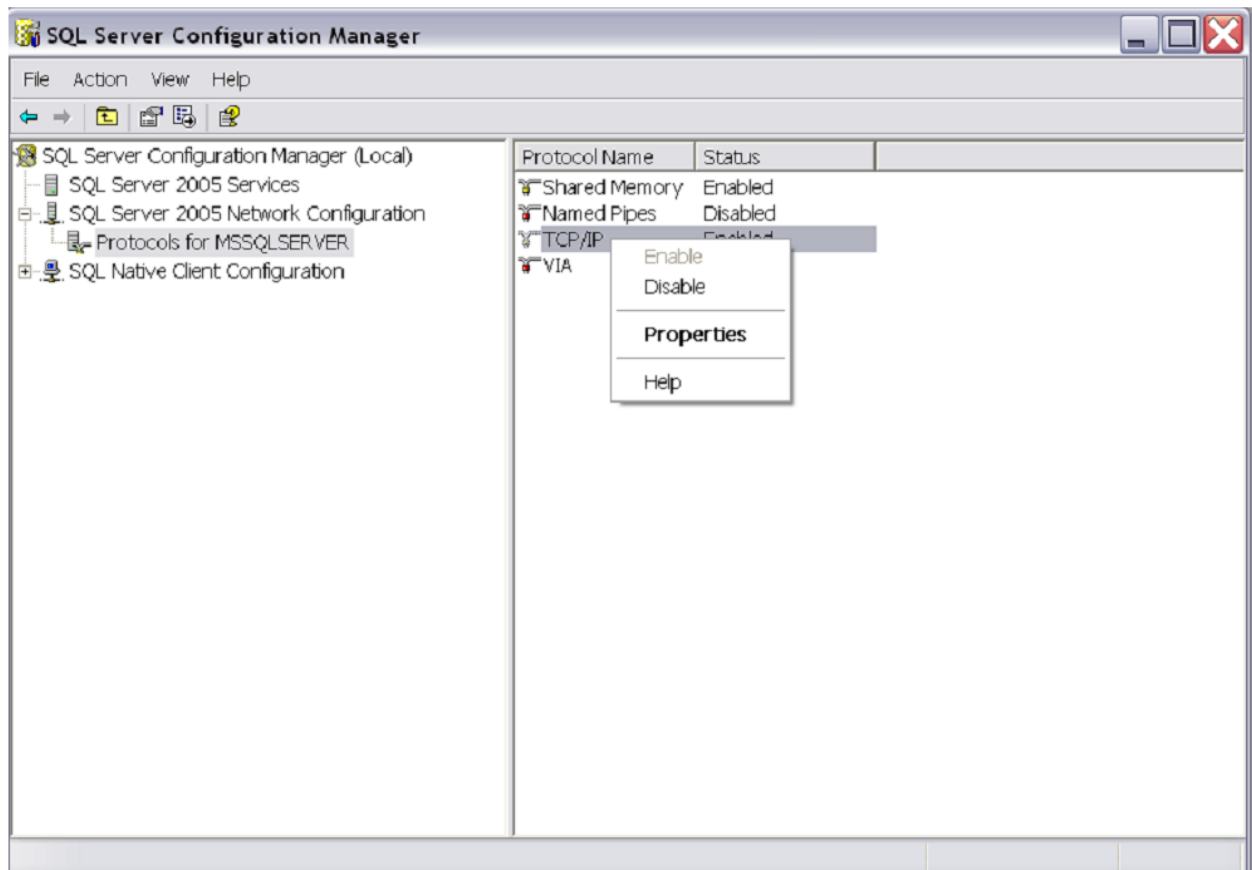 SQL Server Configuration Manager
File Action View Help
SQL Server Configuration Manager (Local)
SQL Server 2005 Services
SQL Server 2005 Network Configuration
Protocols for MSSQLSERVER
SQL Native Client Configuration
Protocol Name Status
Shared Memory Enabled
Named Pipes Disabled
TCP/IP Enabled
VIA
Enable
Disable
Properties
Help